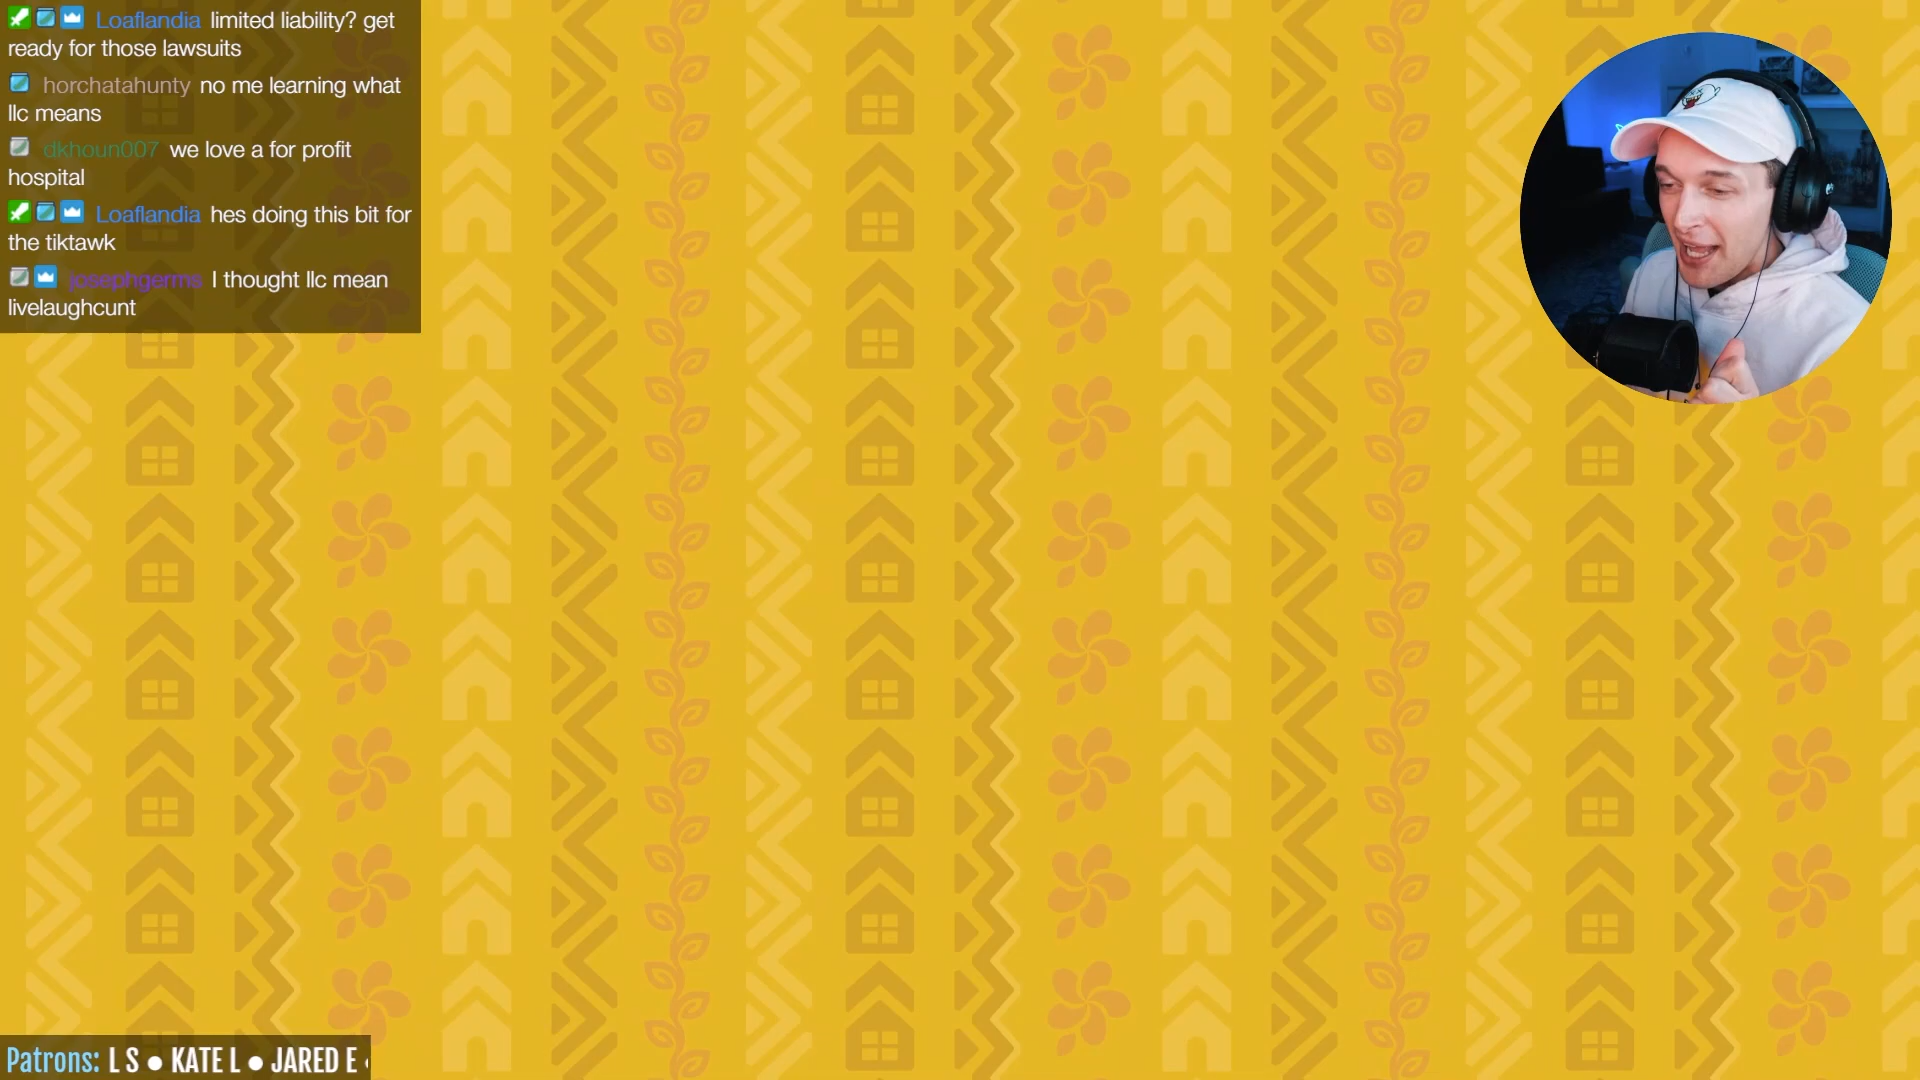 Loaflandia limited liability? get
ready for those lawsuits
horchatahunty no me learning what
llc means
dkhoun007 we love a for profit
hospital
Loaflandia hes doing this bit for
the tiktawk
josephgerms I thought llc mean
livelaughcunt
Patrons: L S ● KATE L ● JARED E